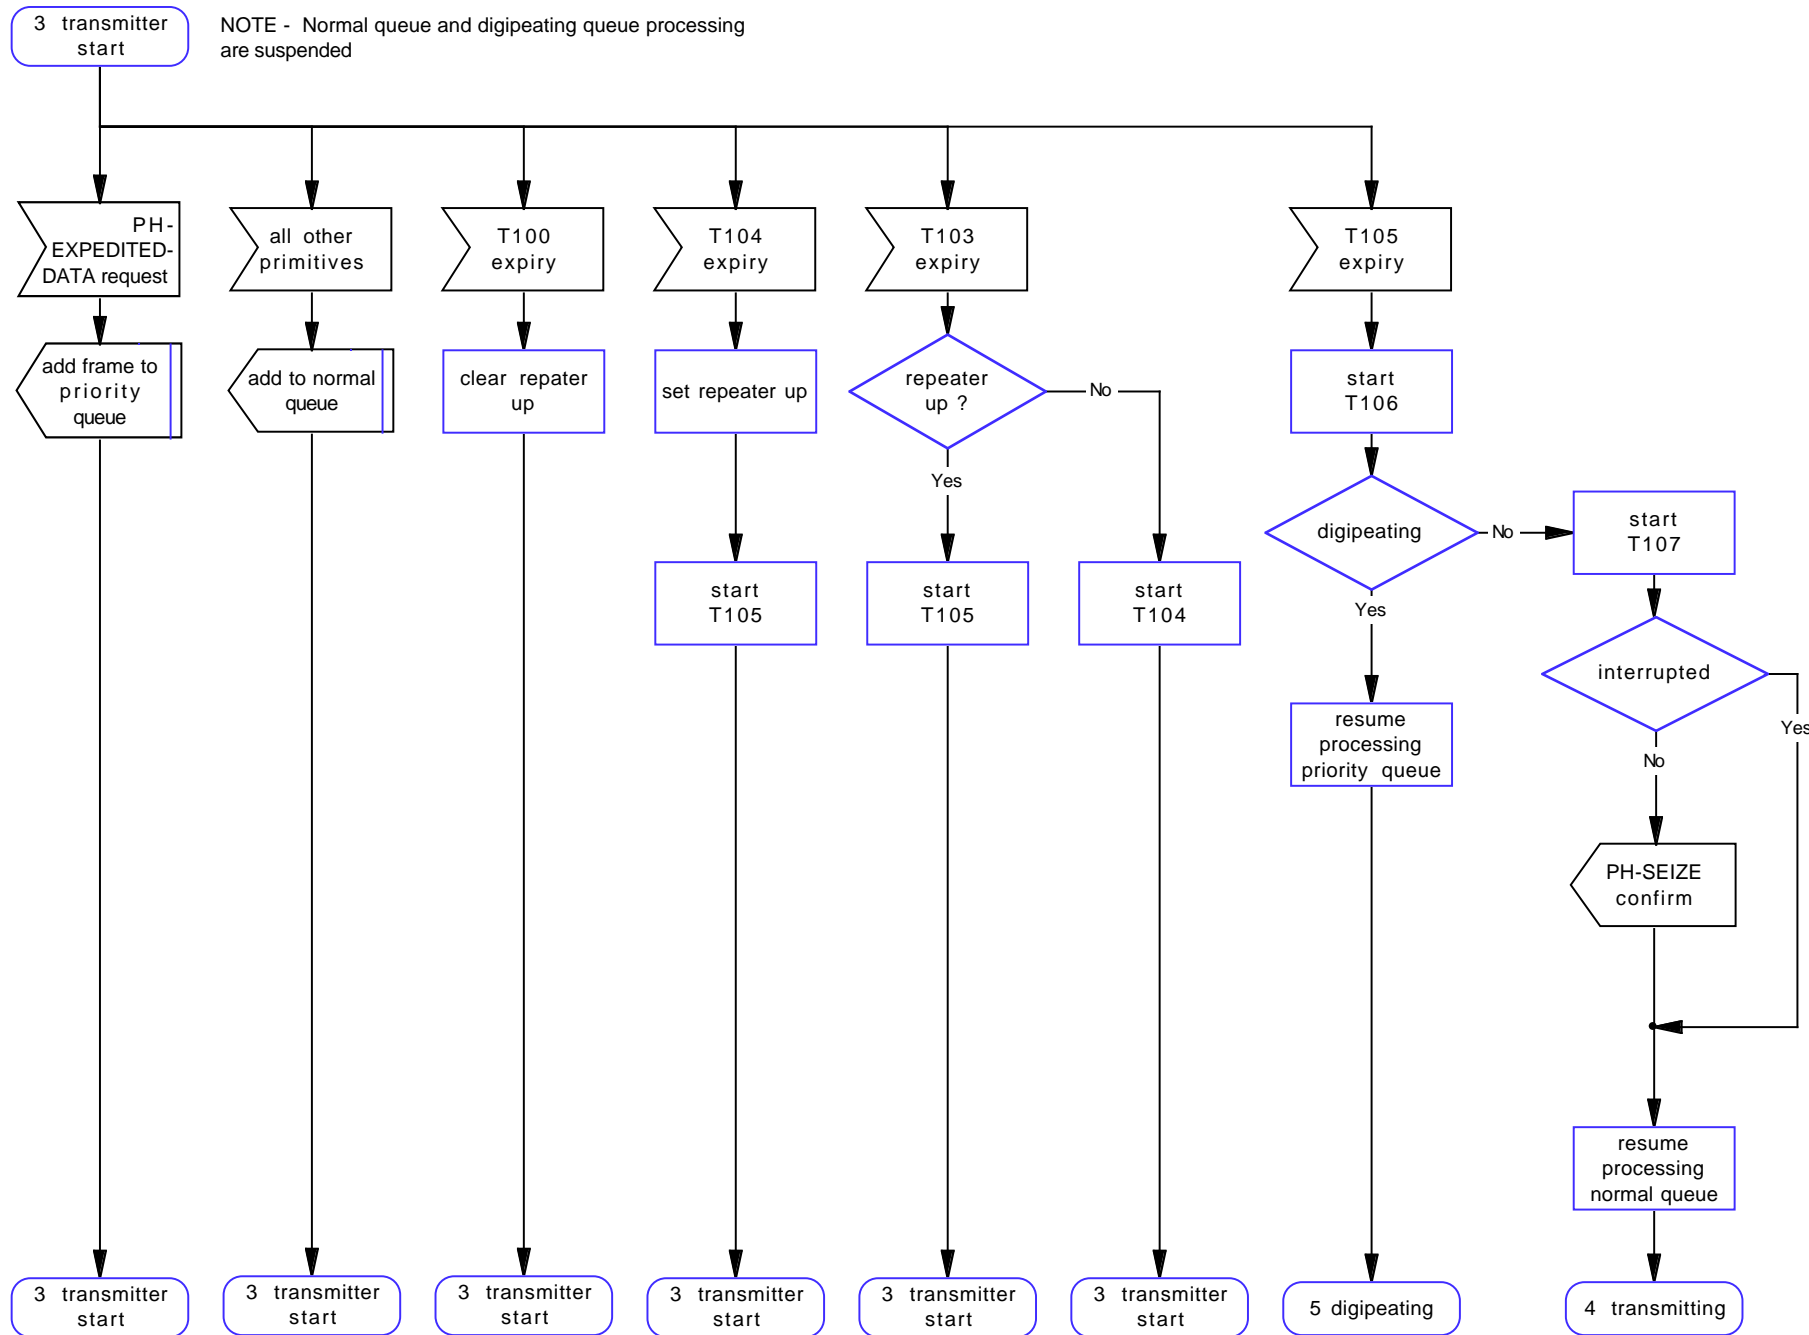 3 transmitter
start
NOTE - Normal queue and digipeating queue processing
are suspended
PH-
EXPEDITED-
DATA request
all other
primitives
T100
expiry
T104
expiry
T103
expiry
T105
expiry
add frame to
priority
queue
add to normal
queue
clear repater
up
set repeater up
repeater
up ?
No
Yes
start
T106
digipeating
No
Yes
start
T107
start
T105
start
T105
start
T104
interrupted
Yes
No
resume
processing
priority queue
PH-SEIZE
confirm
resume
processing
normal queue
3 transmitter
start
3 transmitter
start
3 transmitter
start
3 transmitter
start
3 transmitter
start
3 transmitter
start
5 digipeating
4 transmitting